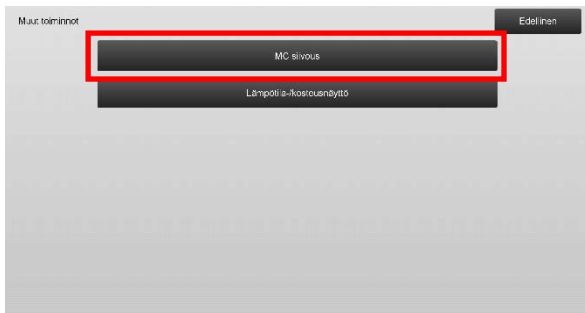 Muut toiminnot
Edellinen
MC siivous
Lämpötila-/kosteusnäyttö